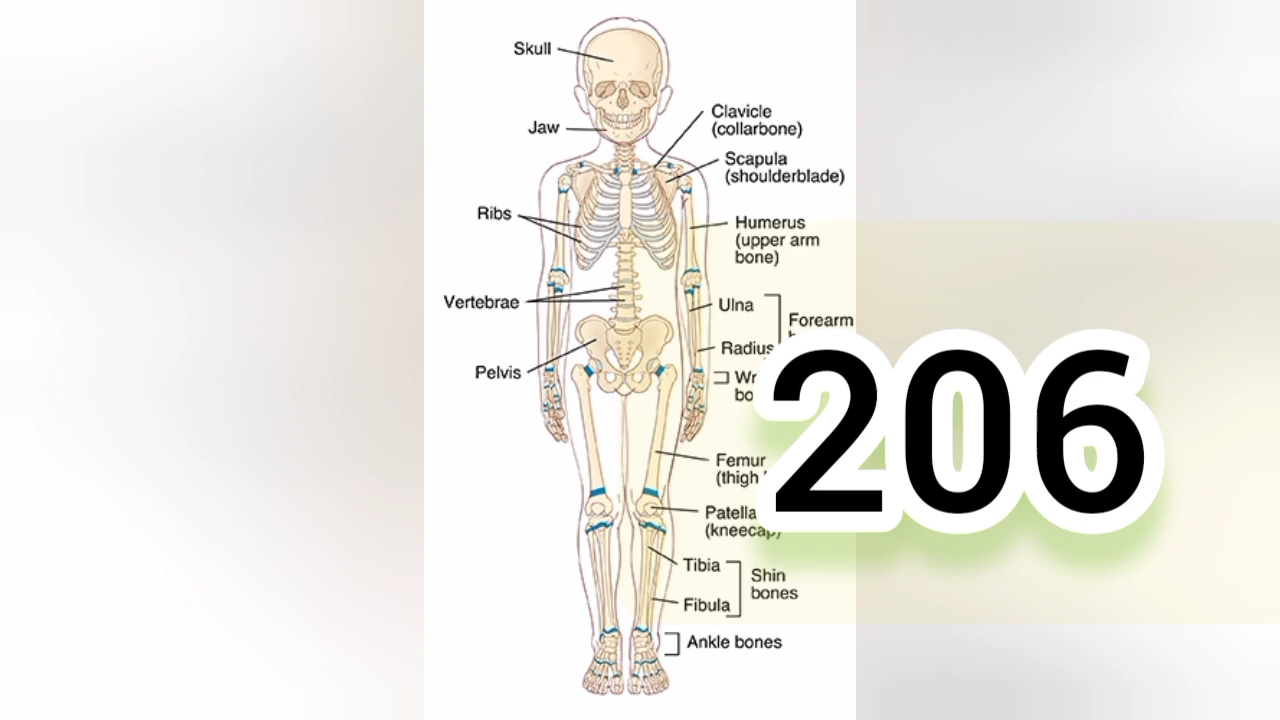 Skull
Jaw
Clavicle
(collarbone)
Scapula
(shoulderblade)
Ribs
Humerus
(upper arm
bone)
Vertebrae
Ulna
Forearm
Radius
Pelvis
206
Femur
(thigh
Patella
(kneecap)
Tibia
Shin
bones
Fibula
Ankle bones